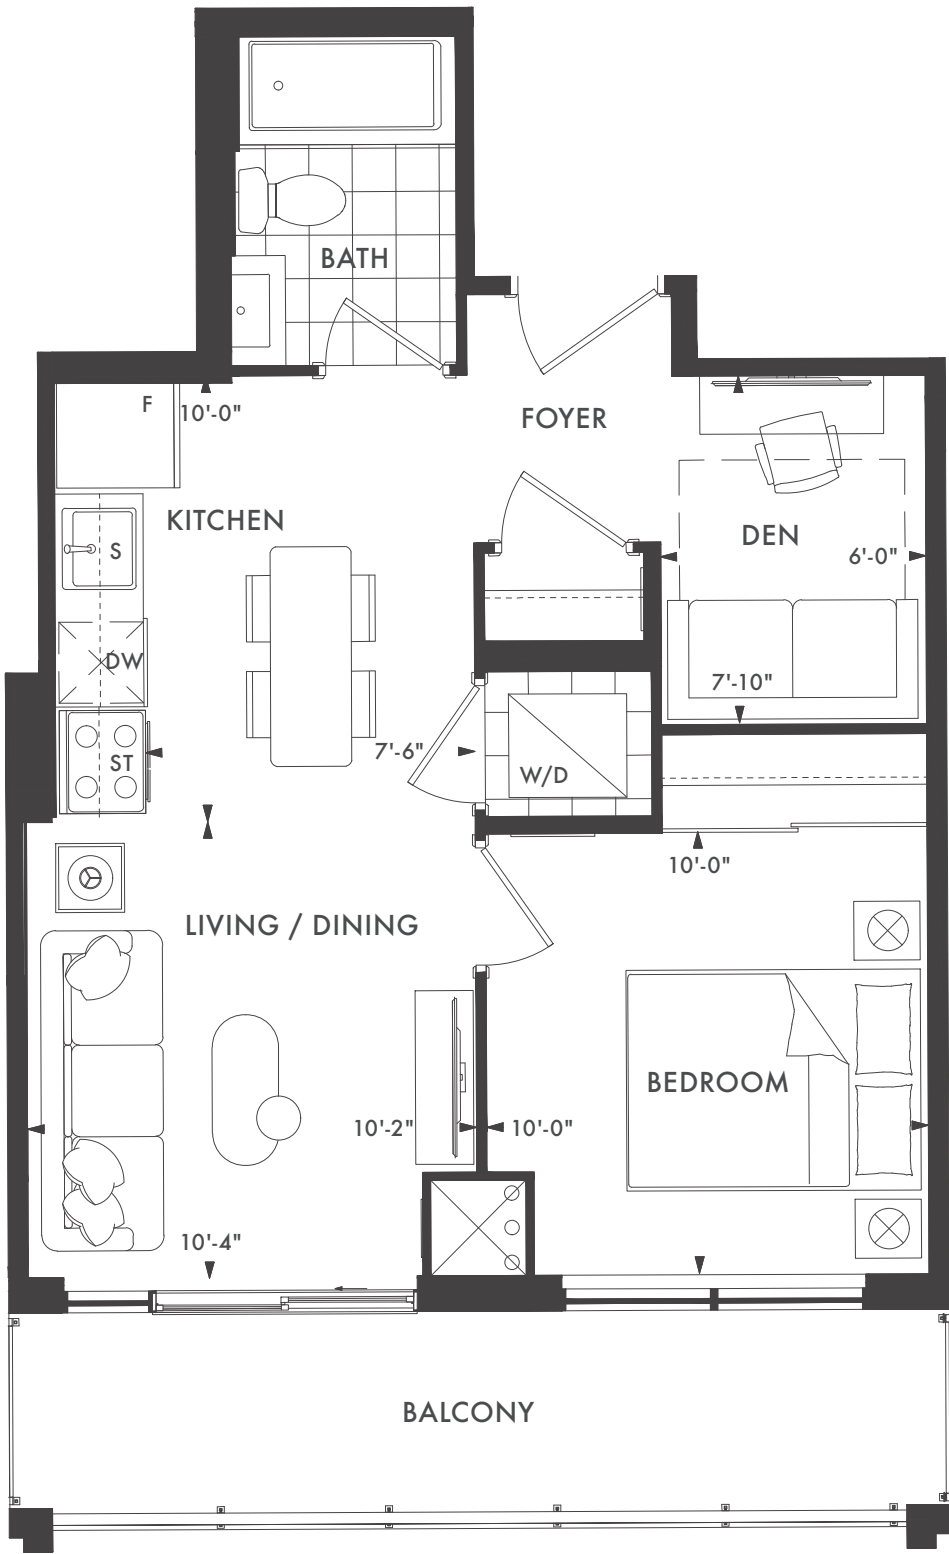 BATH
F
10'-0"
FOYER
KITCHEN
DEN
S
6'-0"
DW
7'-10"
7'-6"
ST
W/D
10'-0"
LIVING / DINING
BEDROOM
10'-2"
10'-0"
10'-4"
BALCONY